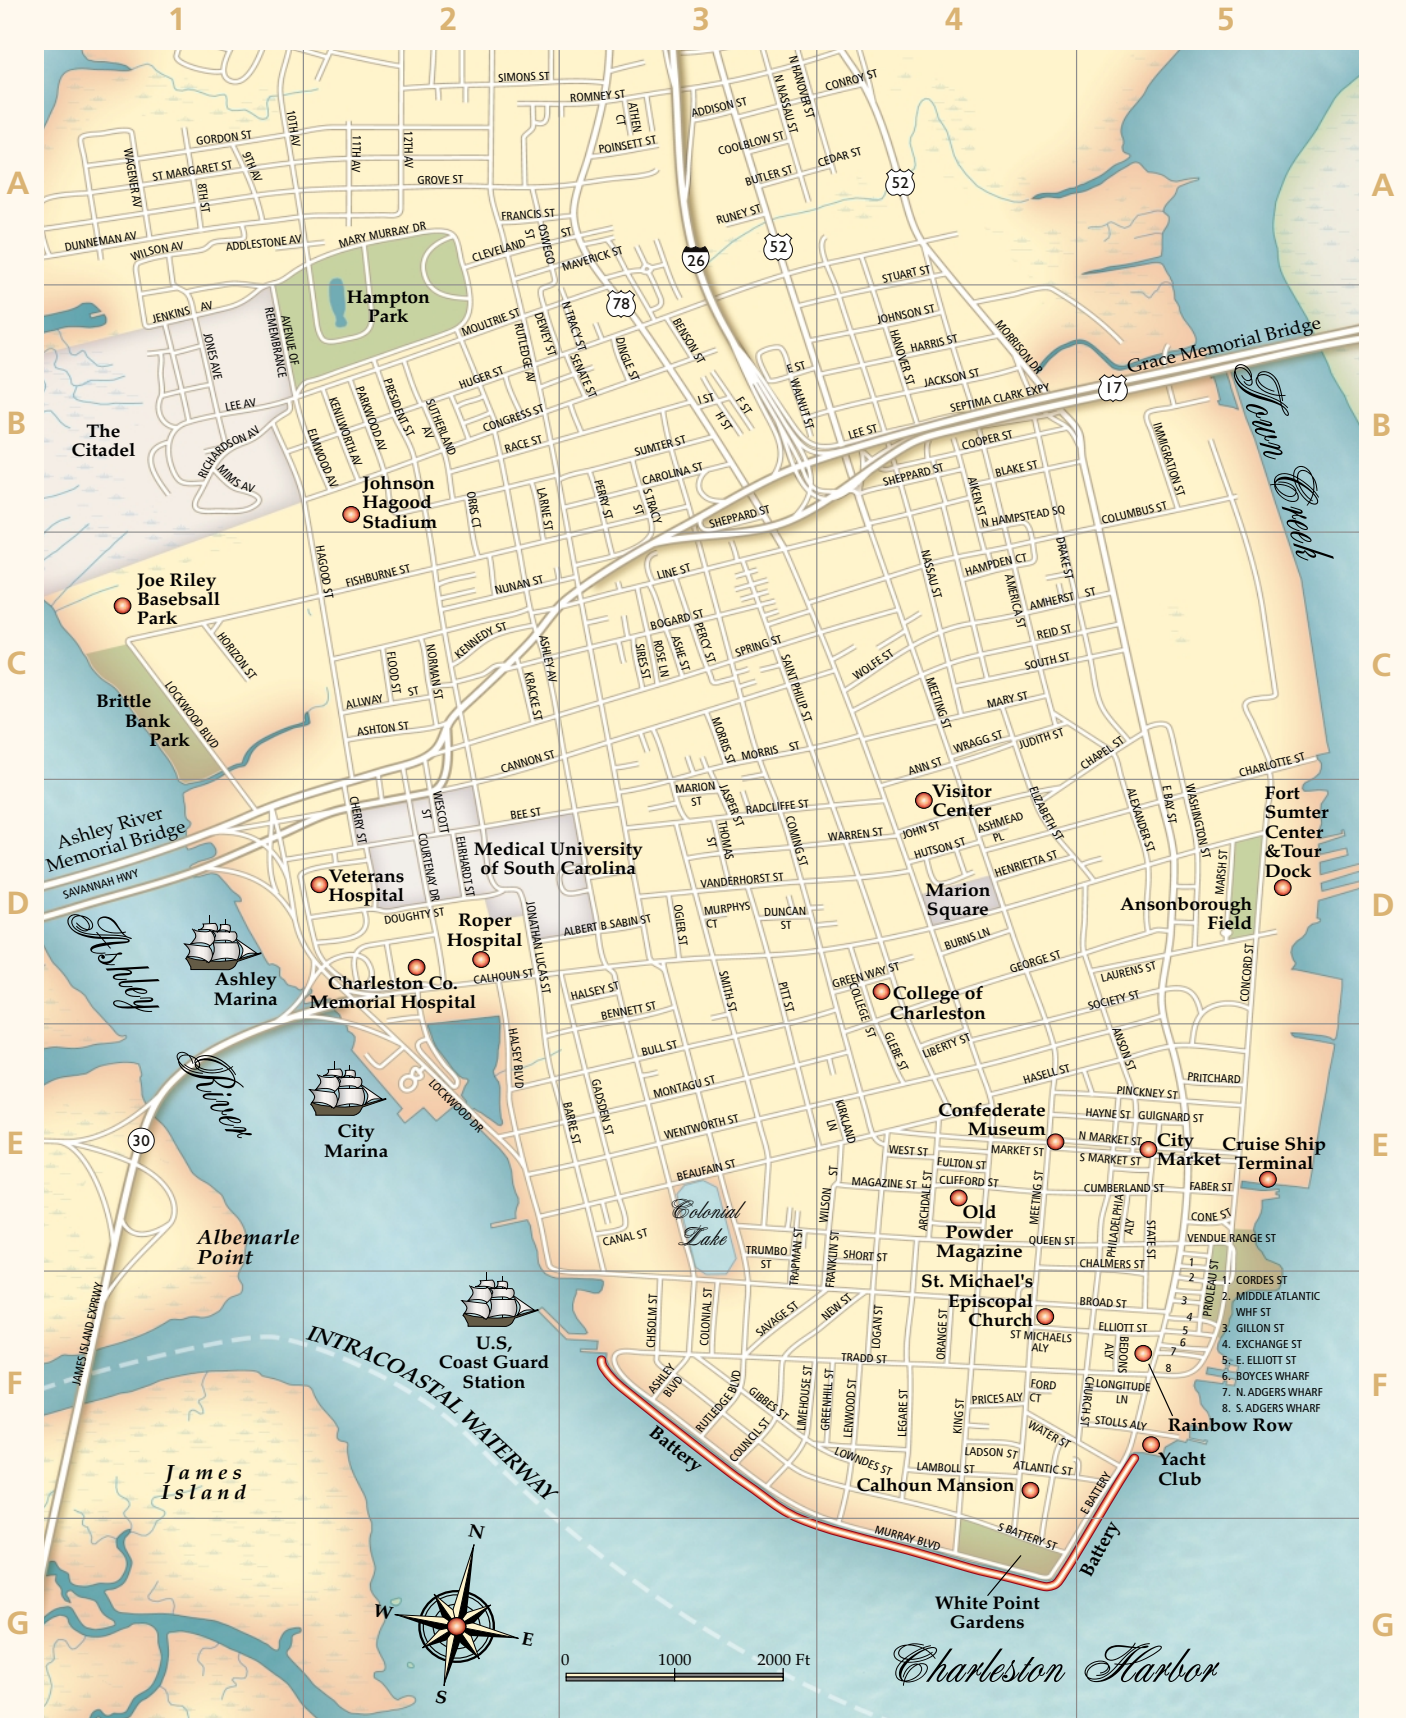 1 2 3 4 5
A
SIMONS ST
ROMNEY ST
ATHEN
CT
ADDISON ST
N NASSAU ST
N HANOVER ST
CONROY ST
GORDON ST
10TH AV
11TH AV
12TH AV
WAGENER AV
ST MARGARET ST
9TH AV
8TH ST
POINSETT ST
COOLBLOW ST
CEDAR ST
BUTLER ST
GROVE ST
52
A
RUNEY ST
FRANCIS ST
DUNNEMAN AV
WILSON AV
ADDLESTONE AV
MARY MURRAY DR
CLEVELAND
ST
OSWEGO
ST
MAVERICK ST
26
52
STUART ST
78
JENKINS AV
Hampton
Park
AVENUE OF
REMEMBRANCE
JONES AVE
MOULTRIE ST
RUTLEDGE AV
DEWEY ST
N TRACY ST
SENATE ST
DINGLE ST
BENSON ST
JOHNSON ST
HANOVER ST
HARRIS ST
MORRISON DR
Grace Memorial Bridge
17
E ST
WALNUT ST
JACKSON ST
SEPTIMA CLARK EXPY
HUGER ST
B
LEE AV
RICHARDSON AV
MIMS AV
The
Citadel
ELMWOOD AV
KENILWORTH AV
PARKWOOD AV
PRESIDENT ST
SUTHERLAND
AV
CONGRESS ST
RACE ST
I ST
H ST
F ST
LEE ST
COOPER ST
IMMIGRATION ST
Town Creek
B
SUMTER ST
CAROLINA ST
SHEPPARD ST
BLAKE ST
Johnson
Hagood
Stadium
ORRS CT
LARNE ST
PERRY ST
S TRACY
ST
SHEPPARD ST
AIKEN ST
N HAMPSTEAD SQ
COLUMBUS ST
HAGOOD ST
FISHBURNE ST
NUNAN ST
LINE ST
NASSAU ST
HAMPDEN CT
DRAKE ST
AMERICA ST
AMHERST ST
Joe Riley
Basebsall
Park
HORIZON ST
KENNEDY ST
BOGARD ST
REID ST
SOUTH ST
C
FLOOD ST
NORMAN ST
ASHLEY AV
KRACKE ST
SIRES ST
ROSE LN
ASHE ST
PERCY ST
SPRING ST
SAINT PHILIP ST
WOLFE ST
MEETING ST
MARY ST
C
Brittle
Bank
Park
LOCKWOOD BLVD
ALLWAY ST
ASHTON ST
CANNON ST
MORRIS ST
MORRIS ST
ANN ST
WRAGG ST
JUDITH ST
CHAPEL ST
CHARLOTTE ST
Ashley River
Memorial Bridge
SAVANNAH HWY
CHERRY ST
WESCOTT
ST
COURTENAY DR
EHRHARDT ST
BEE ST
MARION
ST
JASPER ST
RADCLIFFE ST
THOMAS
ST
COMING ST
WARREN ST
Visitor
Center
JOHN ST
ASHMEAD
PL
HUTSON ST
HENRIETTA ST
ELIZABETH ST
ALEXANDER ST
E BAY ST
WASHINGTON ST
MARSH ST
Fort
Sumter
Center
&Tour
Dock
Medical University
of South Carolina
Veterans
Hospital
D
VANDERHORST ST
Marion
Square
Ansonborough
Field
D
DOUGHTY ST
Roper
Hospital
JONATHAN LUCAS ST
ALBERT B SABIN ST
OGIER ST
MURPHYS
CT
DUNCAN
ST
BURNS LN
GEORGE ST
LAURENS ST
CONCORD ST
Ashley
Marina
Charleston Co.
Memorial Hospital
CALHOUN ST
HALSEY ST
BENNETT ST
SMITH ST
PITT ST
GREEN WAY ST
COLLEGE ST
College of
Charleston
SOCIETY ST
Ashley River
HALSEY BLVD
BULL ST
GLEBE ST
LIBERTY ST
ANSON ST
HASELL ST
PRITCHARD
PINCKNEY ST
LOCKWOOD DR
MONTAGU ST
GADSDEN ST
BARRE ST
WENTWORTH ST
KIRKLAND
LN
Confederate
Museum
HAYNE ST
GUIGNARD ST
30
City
Marina
E
WEST ST
MARKET ST
N MARKET ST
S MARKET ST
City
Market
Cruise Ship
Terminal
E
BEAUFAIN ST
FULTON ST
CLIFFORD ST
MAGAZINE ST
ARCHDALE ST
WILSON ST
CUMBERLAND ST
FABER ST
Colonial
Lake
Old
Powder
Magazine
MEETING ST
PHILADELPHIA
ALY
STATE ST
CONE ST
VENDUE RANGE ST
Albemarle
Point
CANAL ST
TRUMBO
ST
TRAPMAN ST
FRANKLIN ST
SHORT ST
QUEEN ST
CHALMERS ST
PRIOLEAU ST
1
2
3
4
5
6
7
8
1. CORDES ST
2. MIDDLE ATLANTIC
WHF ST
3. GILLON ST
4. EXCHANGE ST
5. E. ELLIOTT ST
6. BOYCES WHARF
7. N. ADGERS WHARF
8. S. ADGERS WHARF
JAMES ISLAND EXPRWY
INTRACOASTAL WATERWAY
U.S,
Coast Guard
Station
CHISOLM ST
COLONIAL ST
SAVAGE ST
NEW ST
LOGAN ST
ORANGE ST
St. Michael's
Episcopal
Church
ST MICHAELS
ALY
BROAD ST
ELLIOTT ST
BEDONS
ALY
TRADD ST
F
ASHLEY
BLVD
RUTLEDGE BLVD
GIBBES ST
COUNCIL ST
LIMEHOUSE ST
GREENHILL ST
LENWOOD ST
LEGARE ST
KING ST
PRICES ALY
FORD
CT
CHURCH ST
LONGITUDE
LN
STOLLS ALY
Rainbow Row
F
Battery
WATER ST
LOWNDES ST
LAMBOLL ST
LADSON ST
ATLANTIC ST
Yacht
Club
James
Island
Calhoun Mansion
E BATTERY
MURRAY BLVD
S BATTERY ST
Battery
N
W
E
S
White Point
Gardens
G
0 1000 2000 Ft
Charleston Harbor
G